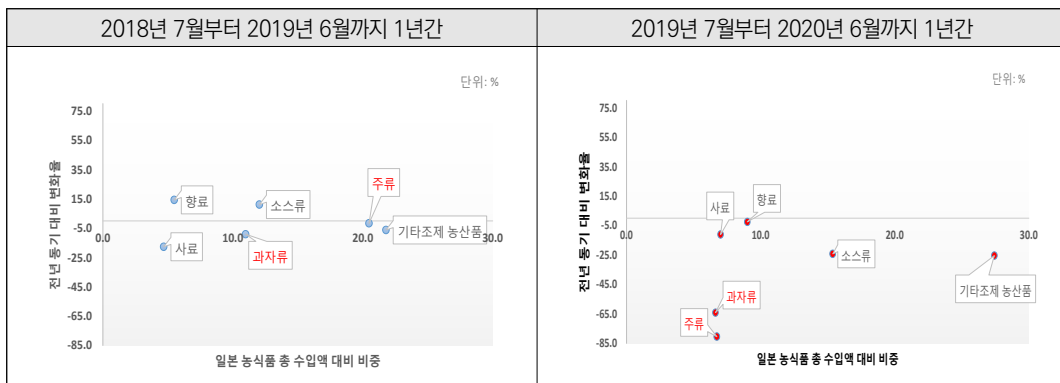 2018년 7월부터 2019년 6월까지 1년간
단위: %
전년 동기 대비 변화율
75.0
55.0
35.0
15.0
-5.0
-25.0
-45.0
-65.0
-85.0
0.0
10.0
20.0
30.0
향료
소스류
주류
기타조제 농산품
사료
과자류
일본 농식품 총 수입액 대비 비중
2019년 7월부터 2020년 6월까지 1년간
단위: %
전년 동기 대비 변화율
75.0
55.0
35.0
15.0
-5.0
-25.0
-45.0
-65.0
-85.0
0.0
10.0
20.0
30.0
사료
향료
소스류
기타조제 농산품
과자류
주류
일본 농식품 총 수입액 대비 비중